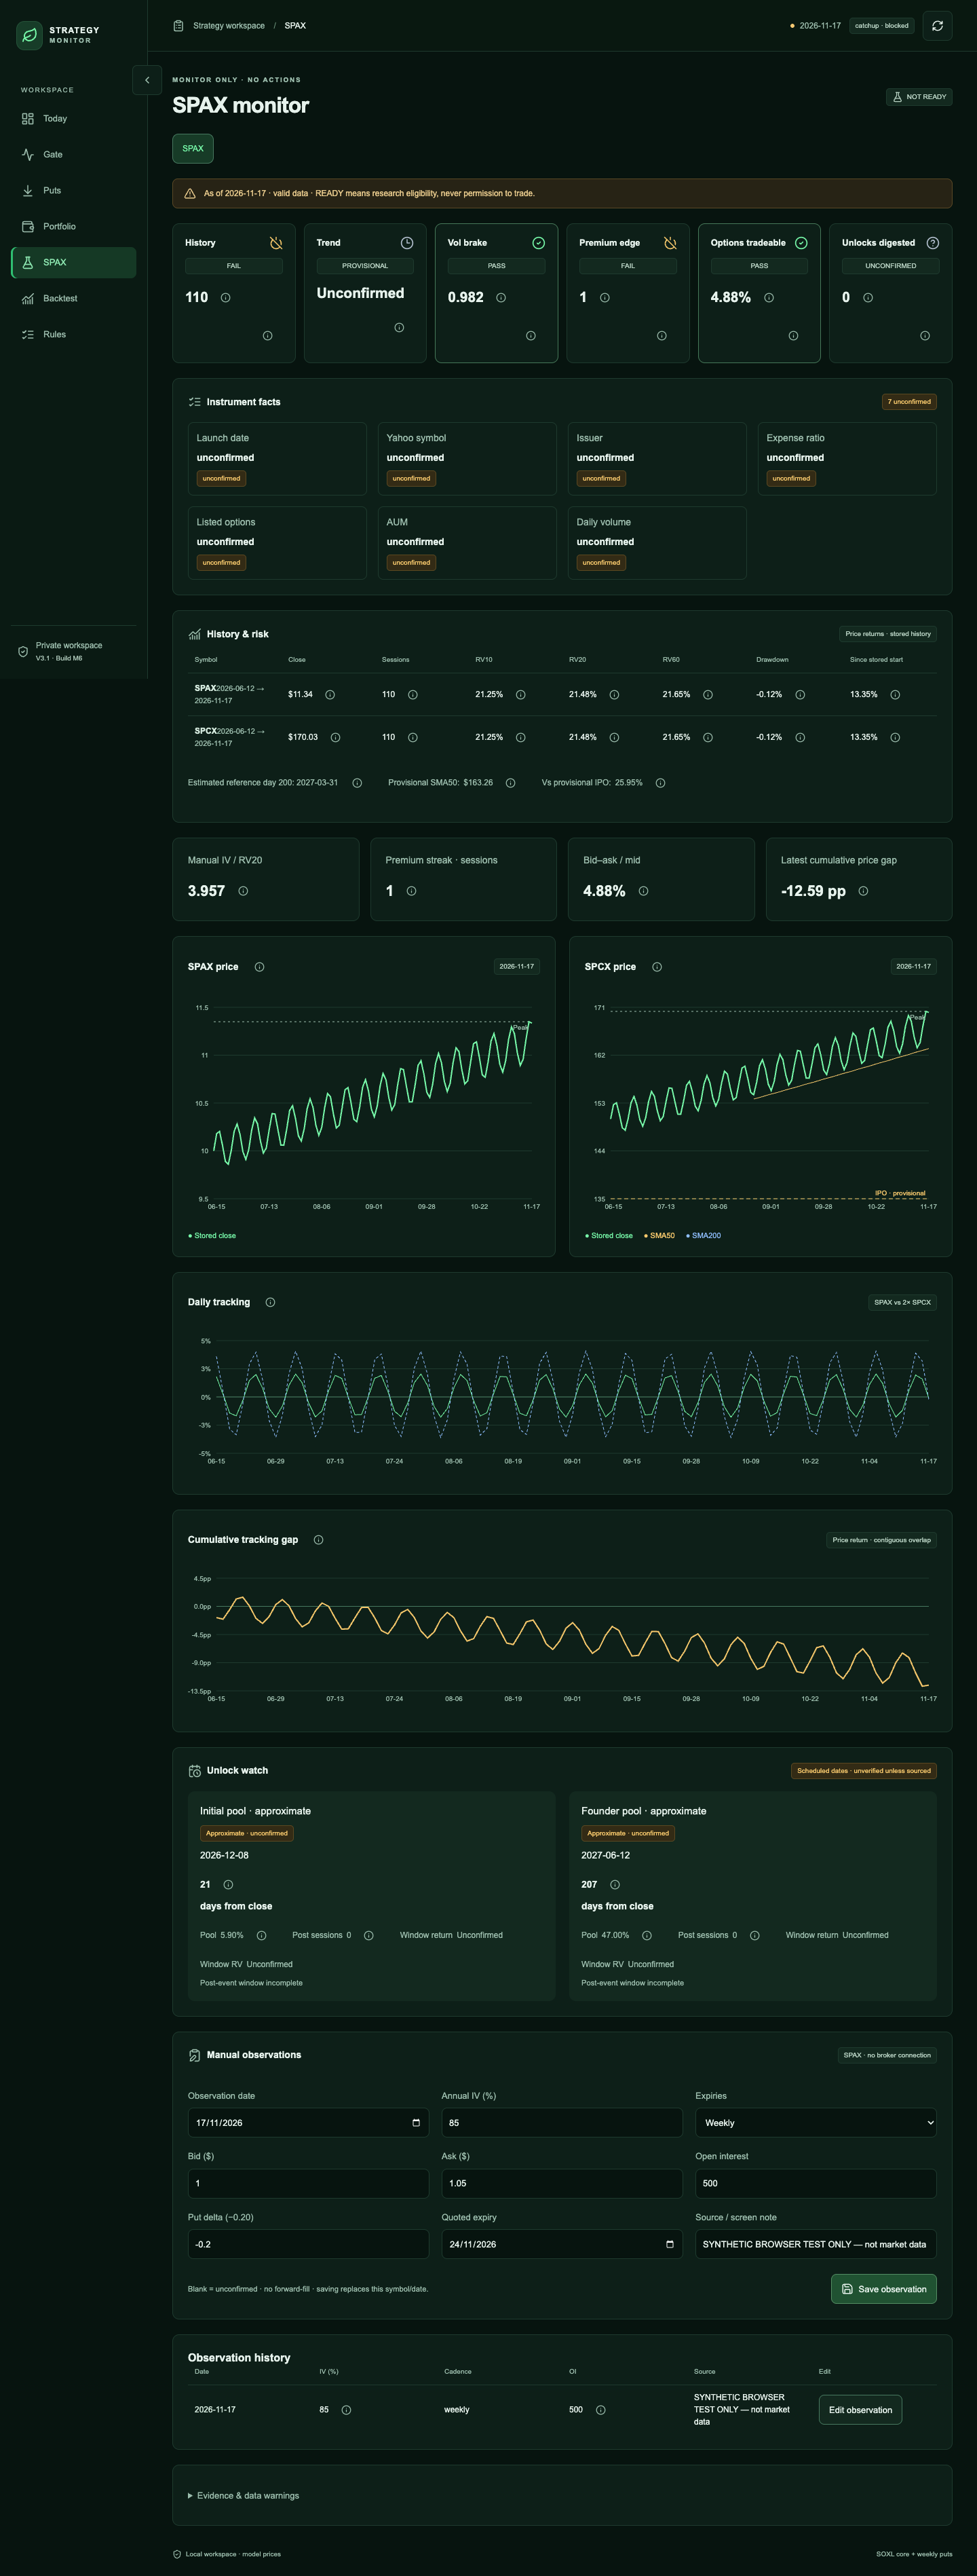 STRATEGY
MONITOR
Strategy workspace / SPAX
2026-11-17
catchup · blocked
WORKSPACE
Today
Gate
Puts
Portfolio
SPAX
Backtest
Rules
Private workspace
V3.1 · Build M6
MONITOR ONLY · NO ACTIONS
SPAX monitor
NOT READY
SPAX
As of 2026-11-17 · valid data · READY means research eligibility, never permission to trade.
History
FAIL
110
Trend
PROVISIONAL
Unconfirmed
Vol brake
PASS
0.982
Premium edge
FAIL
1
Options tradeable
PASS
4.88%
Unlocks digested
UNCONFIRMED
0
Instrument facts
7 unconfirmed
Launch date
unconfirmed
unconfirmed
Yahoo symbol
unconfirmed
unconfirmed
Issuer
unconfirmed
unconfirmed
Expense ratio
unconfirmed
unconfirmed
Listed options
unconfirmed
unconfirmed
AUM
unconfirmed
unconfirmed
Daily volume
unconfirmed
unconfirmed
History & risk
Price returns · stored history
Symbol Close Sessions RV10 RV20 RV60 Drawdown Since stored start
SPAX2026-06-12 →
2026-11-17
$11.34 110 21.25% 21.48% 21.65% -0.12% 13.35%
SPCX2026-06-12 →
2026-11-17
$170.03 110 21.25% 21.48% 21.65% -0.12% 13.35%
Estimated reference day 200: 2027-03-31 Provisional SMA50: $163.26 Vs provisional IPO: 25.95%
Manual IV / RV20
3.957
Premium streak · sessions
1
Bid–ask / mid
4.88%
Latest cumulative price gap
-12.59 pp
SPAX price
2026-11-17
11.5
Peak
11
10.5
10
9.5
06-15 07-13 08-06 09-01 09-28 10-22 11-17
Stored close
SPCX price
2026-11-17
171
Peak
162
153
144
IPO · provisional
135
06-15 07-13 08-06 09-01 09-28 10-22 11-17
Stored close SMA50 SMA200
Daily tracking
SPAX vs 2× SPCX
5%
3%
0%
-3%
-5%
06-15 06-29 07-13 07-24 08-06 08-19 09-01 09-15 09-28 10-09 10-22 11-04 11-17
Cumulative tracking gap
Price return · contiguous overlap
4.5pp
0.0pp
-4.5pp
-9.0pp
-13.5pp
06-15 06-29 07-13 07-24 08-06 08-19 09-01 09-15 09-28 10-09 10-22 11-04 11-17
Unlock watch
Scheduled dates · unverified unless sourced
Initial pool · approximate
Approximate · unconfirmed
2026-12-08
21
days from close
Pool 5.90% Post sessions 0 Window return Unconfirmed
Window RV Unconfirmed
Post-event window incomplete
Founder pool · approximate
Approximate · unconfirmed
2027-06-12
207
days from close
Pool 47.00% Post sessions 0 Window return Unconfirmed
Window RV Unconfirmed
Post-event window incomplete
Manual observations
SPAX · no broker connection
Observation date
17/11/2026
Annual IV (%)
85
Expiries
Weekly
Bid ($)
1
Ask ($)
1.05
Open interest
500
Put delta (−0.20)
-0.2
Quoted expiry
24/11/2026
Source / screen note
SYNTHETIC BROWSER TEST ONLY — not market data
Blank = unconfirmed · no forward-fill · saving replaces this symbol/date.
Save observation
Observation history
Date IV (%) Cadence OI Source Edit
2026-11-17 85 weekly 500
SYNTHETIC BROWSER
TEST ONLY — not market
data
Edit observation
Evidence & data warnings
Local workspace · model prices
SOXL core + weekly puts